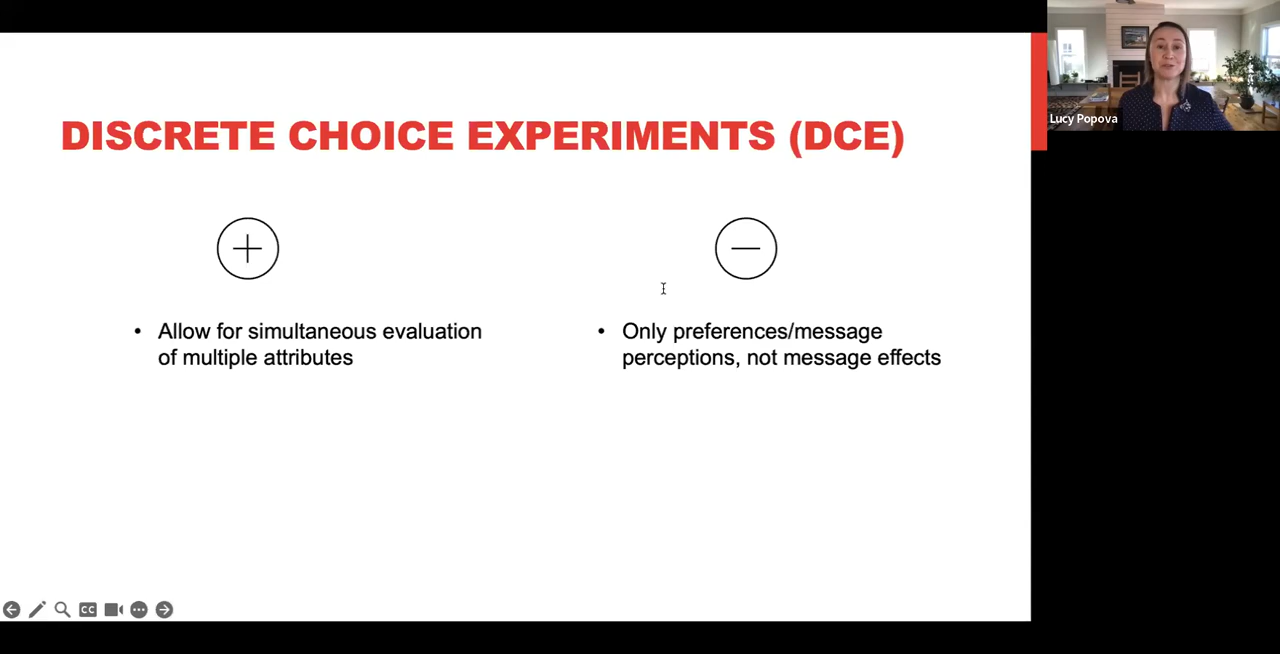 DISCRETE CHOICE EXPERIMENTS (DCE)
• Allow for simultaneous evaluation
of multiple attributes
• Only preferences/message
perceptions, not message effects
Lucy Popova
CC